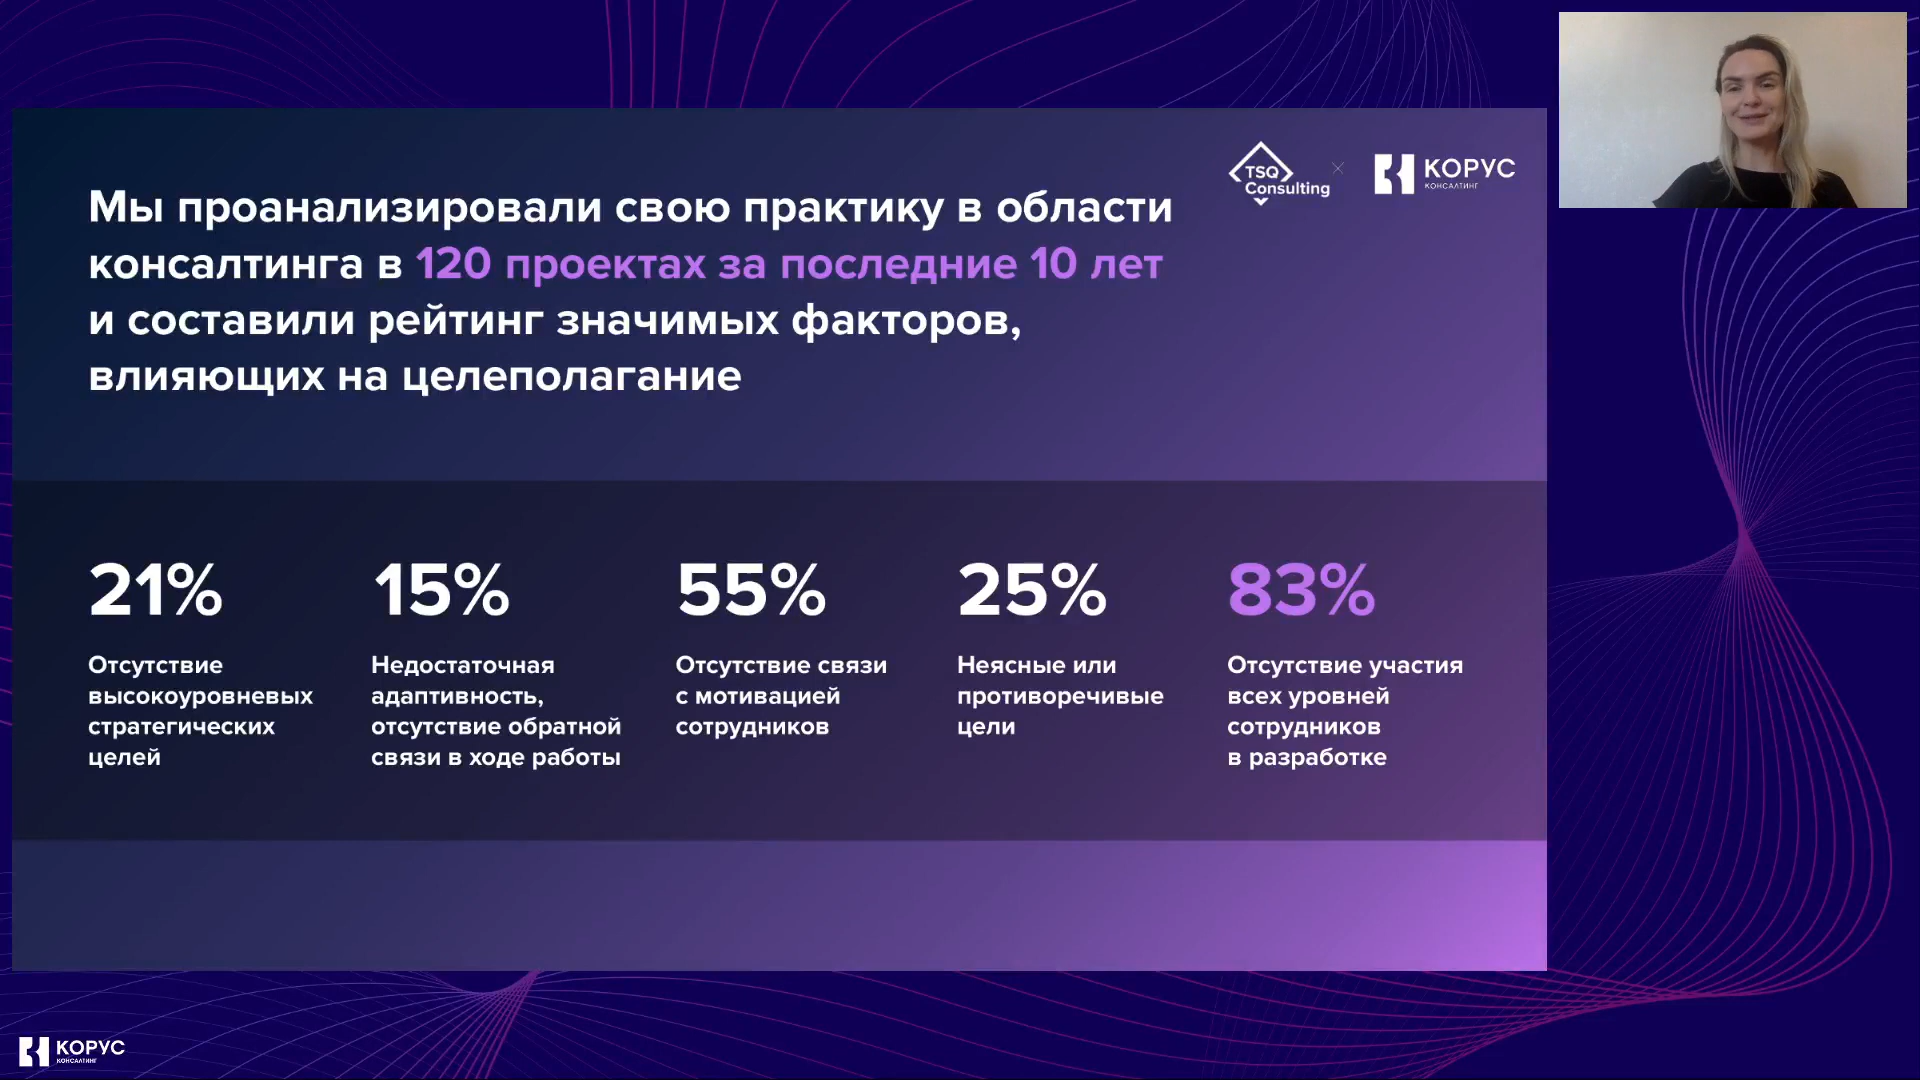 TSQ
Consulting
КОРУС
КОНСАЛТИНГ
Мы проанализировали свою практику в области
консалтинга в 120 проектах за последние 10 лет
и составили рейтинг значимых факторов,
влияющих на целеполагание
21%
Отсутствие
высокоуровневых
стратегических
целей
15%
Недостаточная
адаптивность,
отсутствие обратной
связи в ходе работы
55%
Отсутствие связи
с мотивацией
сотрудников
25%
Неясные или
противоречивые
цели
83%
Отсутствие участия
всех уровней
сотрудников
в разработке
КОРУС
КОНСАЛТИНГ